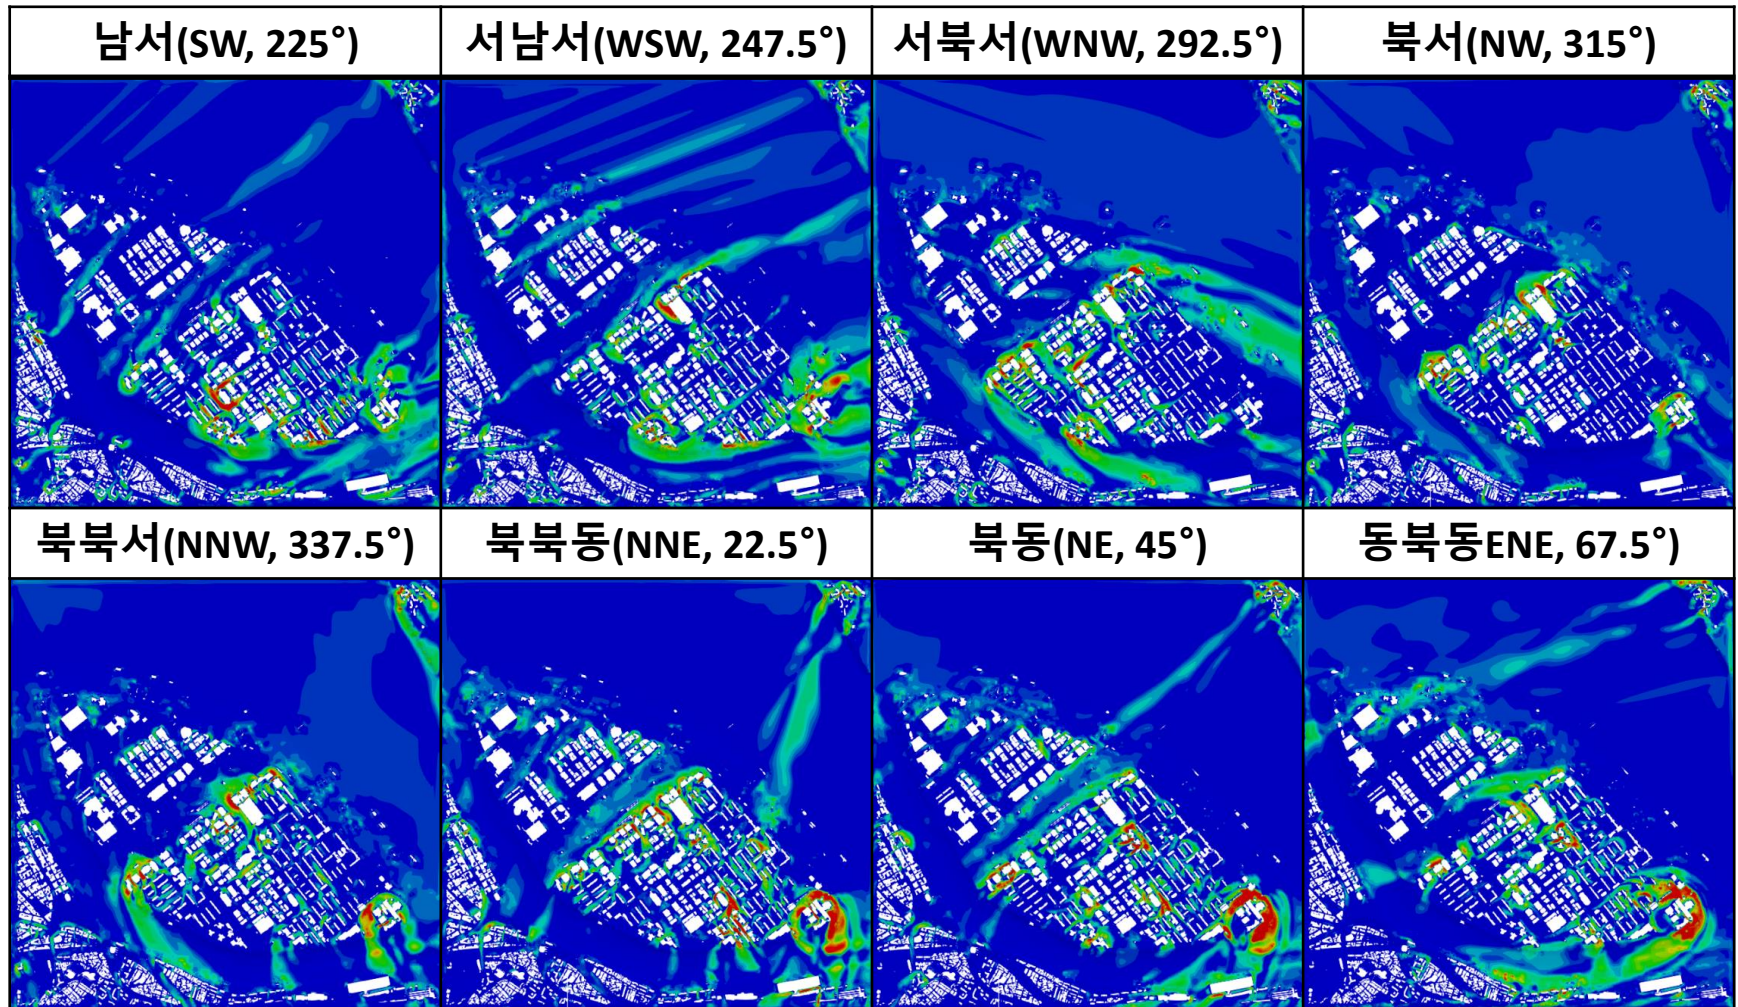 남서(SW, 225°) 서남서(WSW, 247.5°) 서북서(WNW, 292.5°) 북서(NW, 315°)
북북서(NNW, 337.5°) 북북동(NNE, 22.5°) 북동(NE, 45°) 동북동ENE, 67.5°)